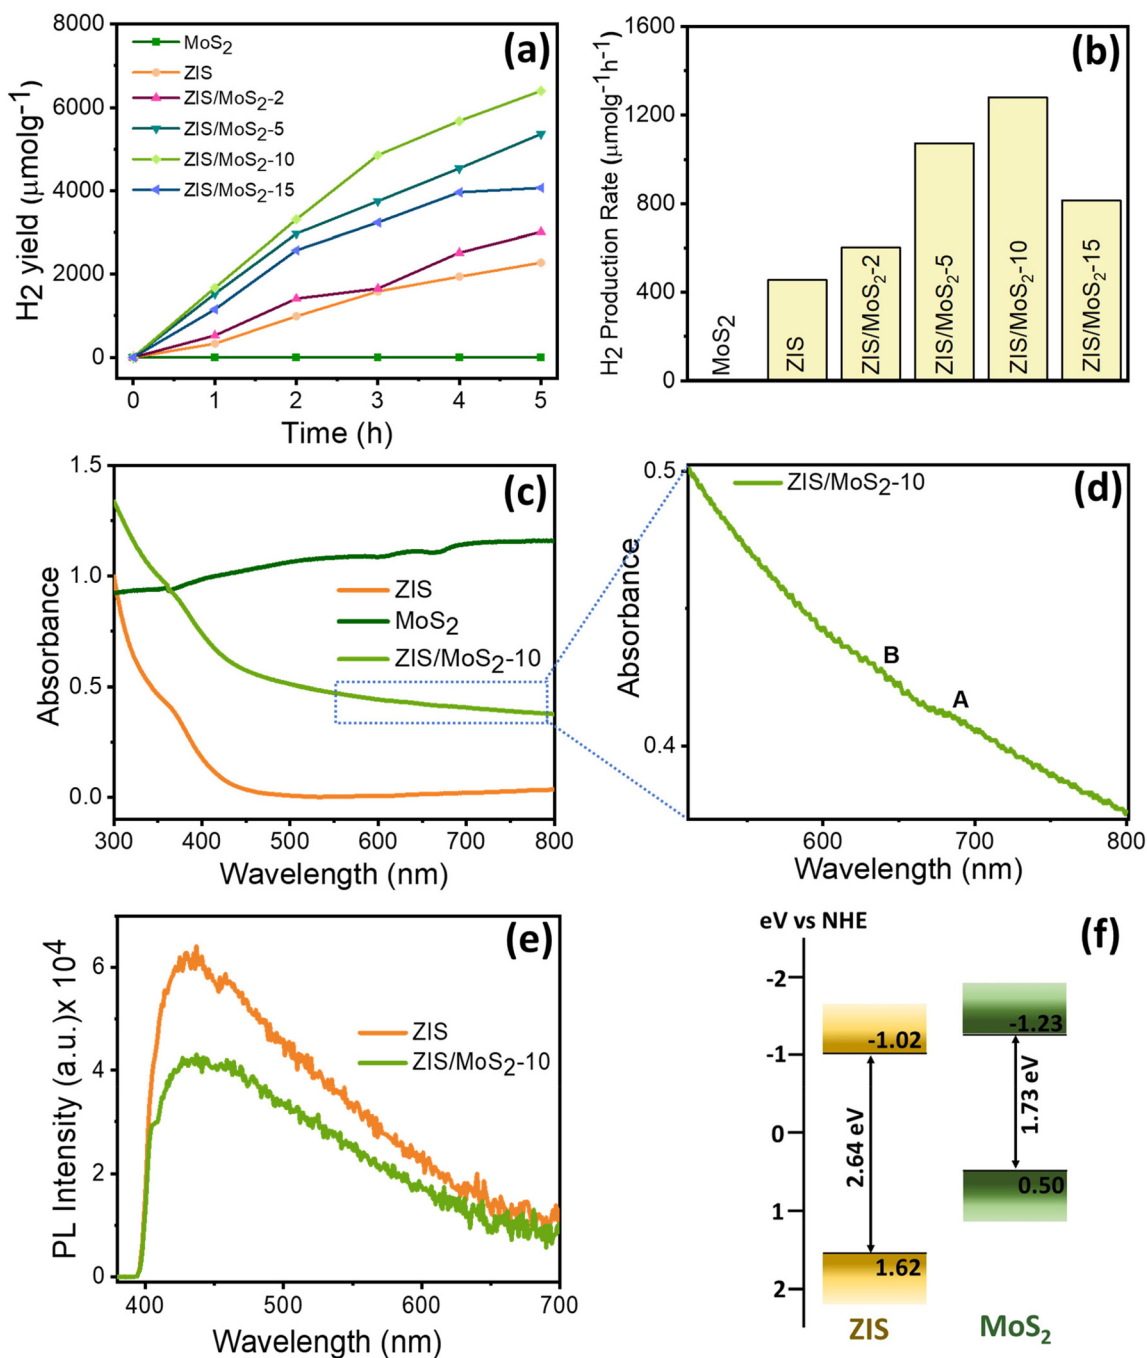 (a)
MoS2
ZIS
ZIS/MoS2-2
ZIS/MoS2-5
ZIS/MoS2-10
ZIS/MoS2-15
8000
6000
4000
2000
0
H2 yield (μmolg-1)
0 1 2 3 4 5
Time (h)
(b)
1600
1200
800
400
0
H2 Production Rate (μmolg-1h-1)
MoS2
ZIS
ZIS/MoS2-2
ZIS/MoS2-5
ZIS/MoS2-10
ZIS/MoS2-15
(c)
1.5
1.0
0.5
0.0
Absorbance
ZIS
MoS2
ZIS/MoS2-10
300 400 500 600 700 800
Wavelength (nm)
(d)
ZIS/MoS2-10
0.5
0.4
Absorbance
B
A
600 700 800
Wavelength (nm)
(e)
6
4
2
0
PL Intensity (a.u.)x 10^4
ZIS
ZIS/MoS2-10
400 500 600 700
Wavelength (nm)
eV vs NHE
(f)
-2
-1
0
1
2
-1.02
2.64 eV
1.62
ZIS
-1.23
1.73 eV
0.50
MoS2